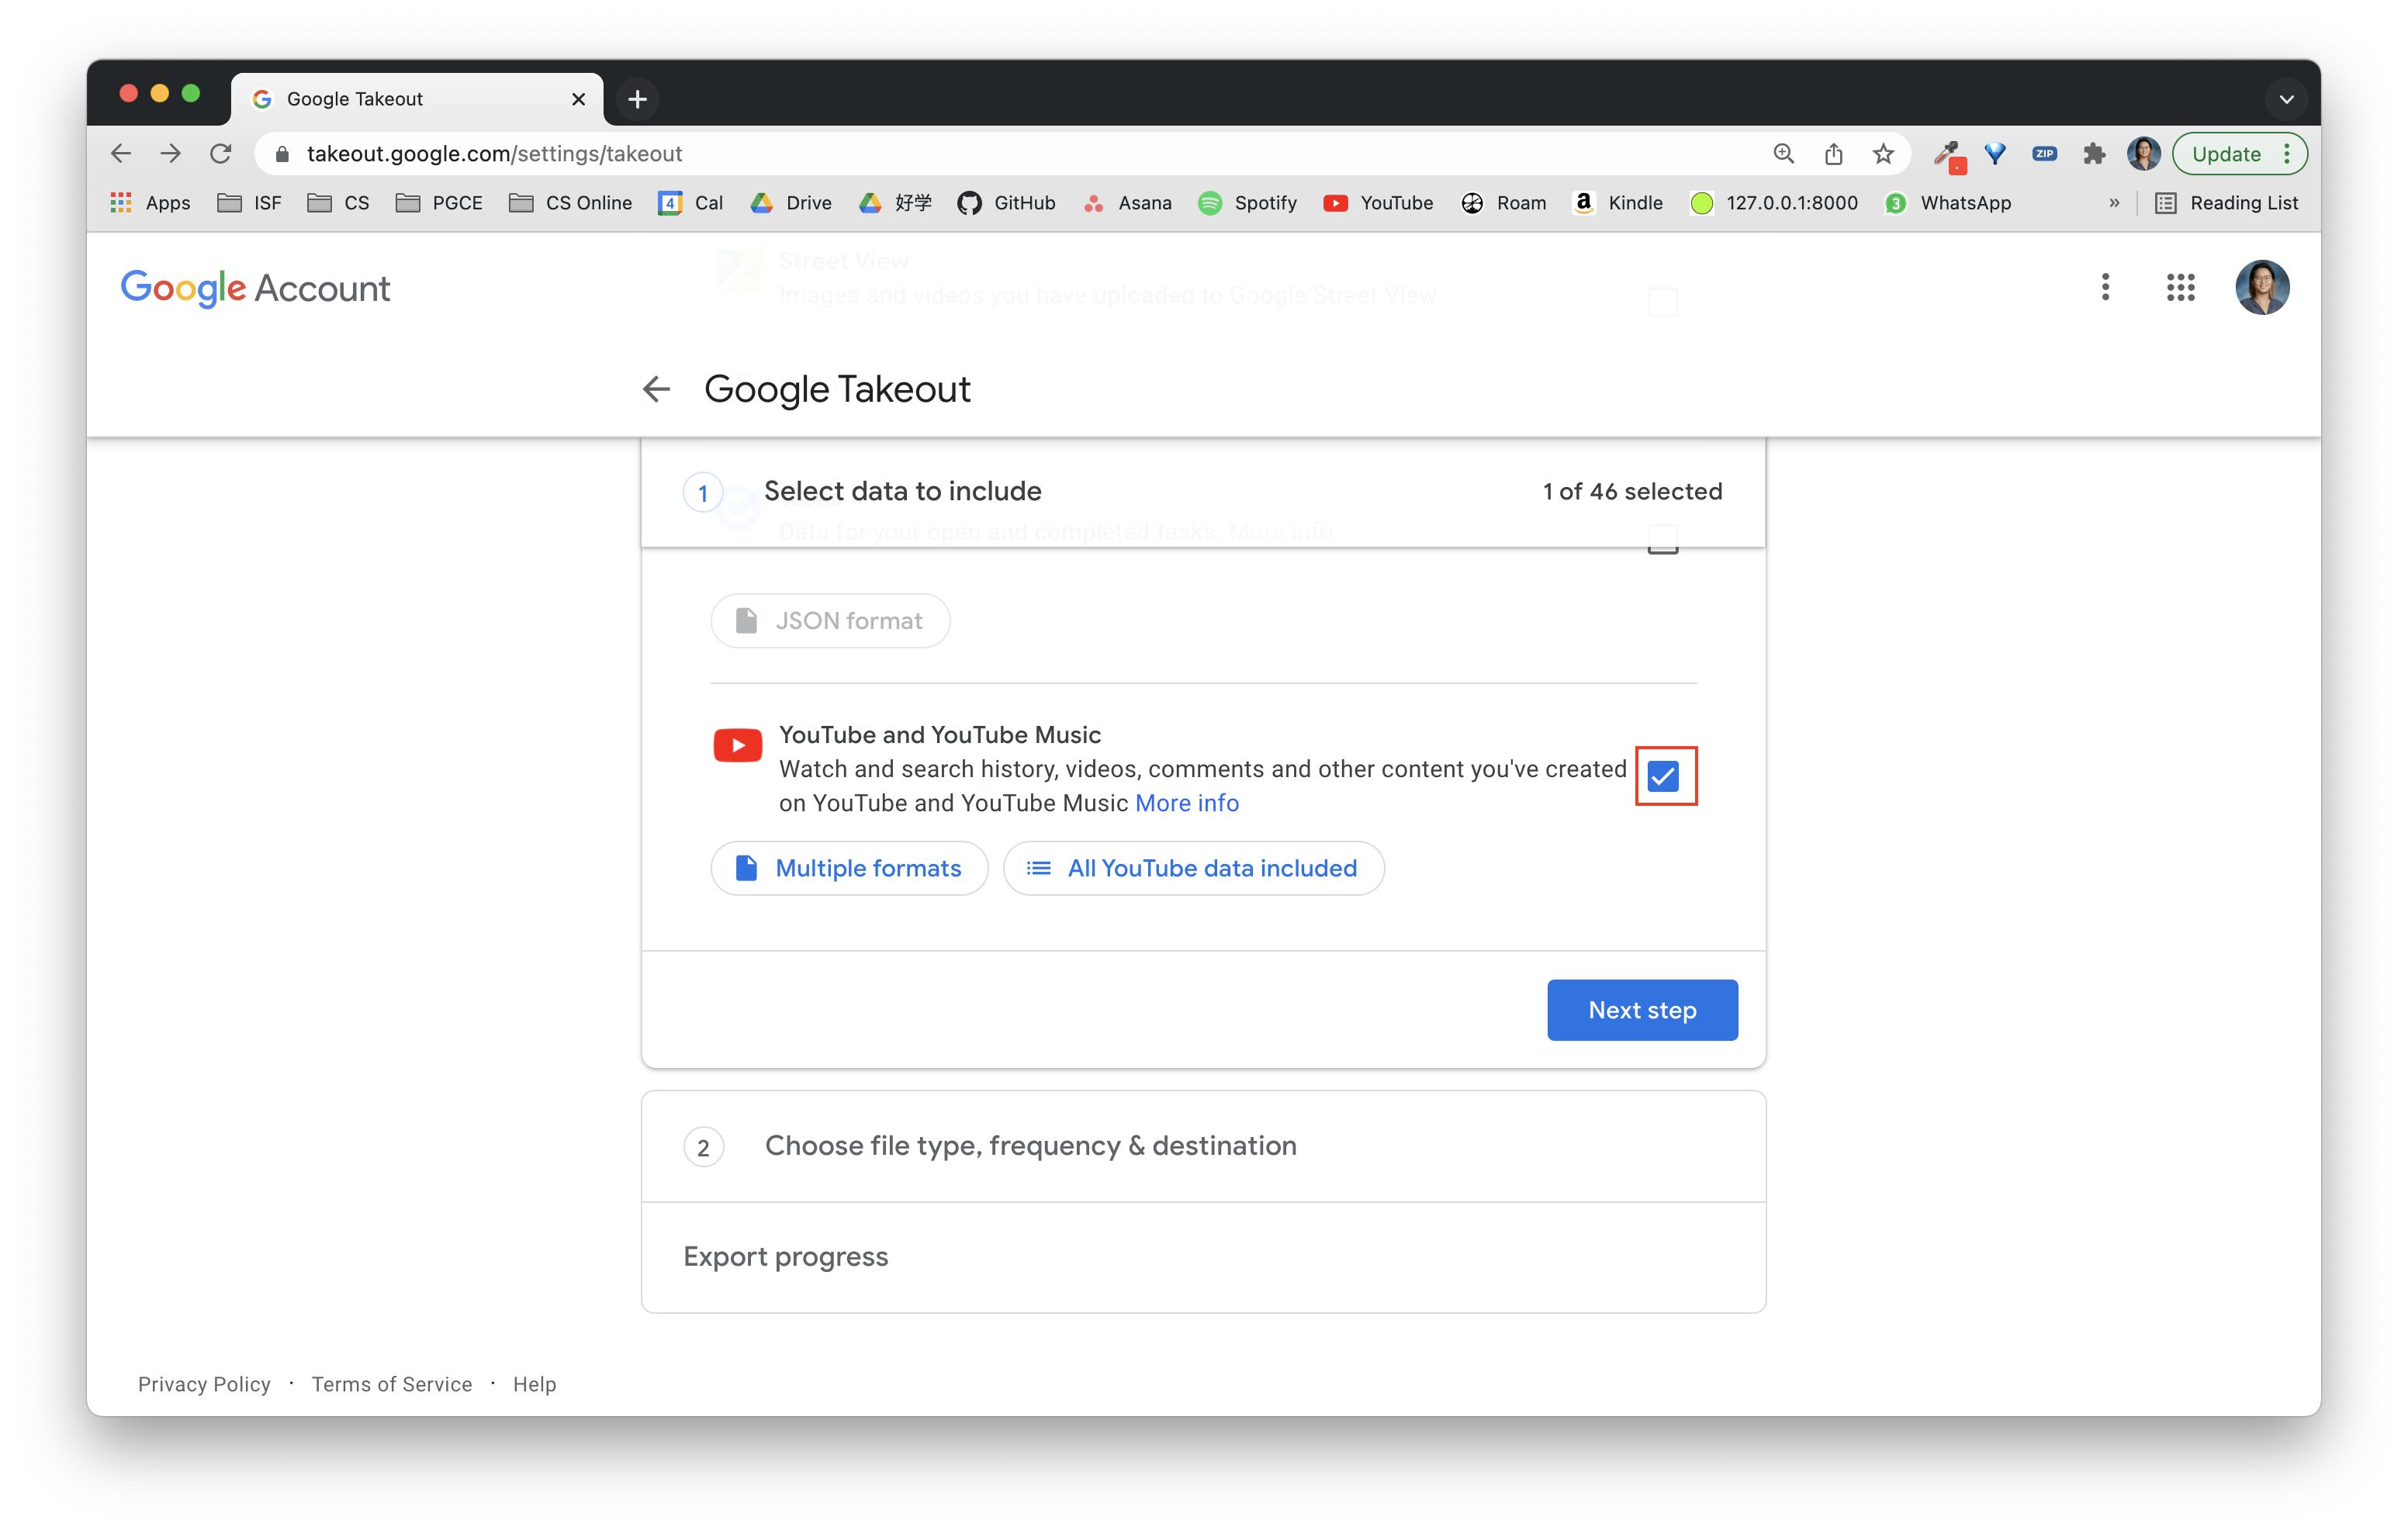 Google Takeout
takeout.google.com/settings/takeout
Update
Apps ISF CS PGCE CS Online 4 Cal Drive 好学 GitHub Asana Spotify YouTube Roam a Kindle 127.0.0.1:8000 3 WhatsApp » Reading List
ZIP
Street View
Images and videos you have uploaded to Google Street View
Google Account
Google Takeout
1 Select data to include 1 of 46 selected
Data for your open and completed tasks. More info
JSON format
YouTube and YouTube Music
Watch and search history, videos, comments and other content you've created
on YouTube and YouTube Music More info
Multiple formats All YouTube data included
Next step
2 Choose file type, frequency & destination
Export progress
Privacy Policy · Terms of Service · Help